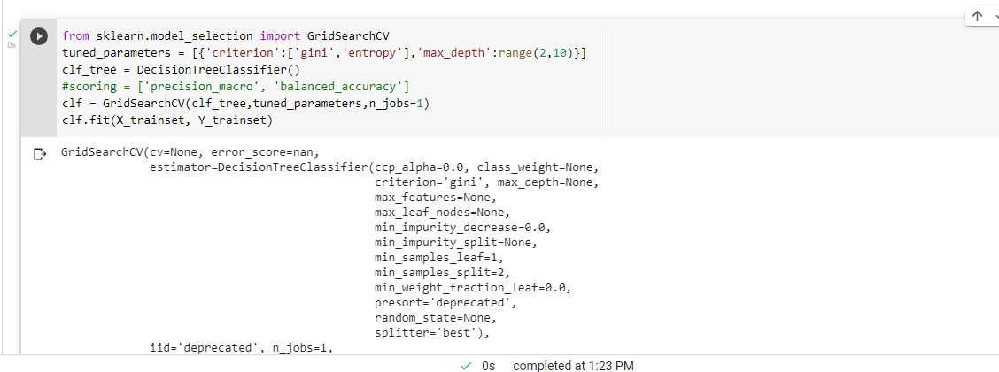 from sklearn.model_selection import GridSearchCV
0s
tuned_parameters = [{'criterion':['gini','entropy'],'max_depth':range(2,10)}]
clf_tree = DecisionTreeClassifier()
#scoring = ['precision_macro', 'balanced_accuracy']
clf = GridSearchCV(clf_tree,tuned_parameters,n_jobs=1)
clf.fit(X_trainset, Y_trainset)
GridSearchCV(cv=None, error_score=nan,
estimator=DecisionTreeClassifier(ccp_alpha=0.0, class_weight=None,
criterion='gini', max_depth=None,
max_features=None,
max_leaf_nodes=None,
min_impurity_decrease=0.0,
min_impurity_split=None,
min_samples_leaf=1,
min_samples_split=2,
min_weight_fraction_leaf=0.0,
presort='deprecated',
random_state=None,
splitter='best'),
iid='deprecated', n_jobs=1,
0s completed at 1:23 PM